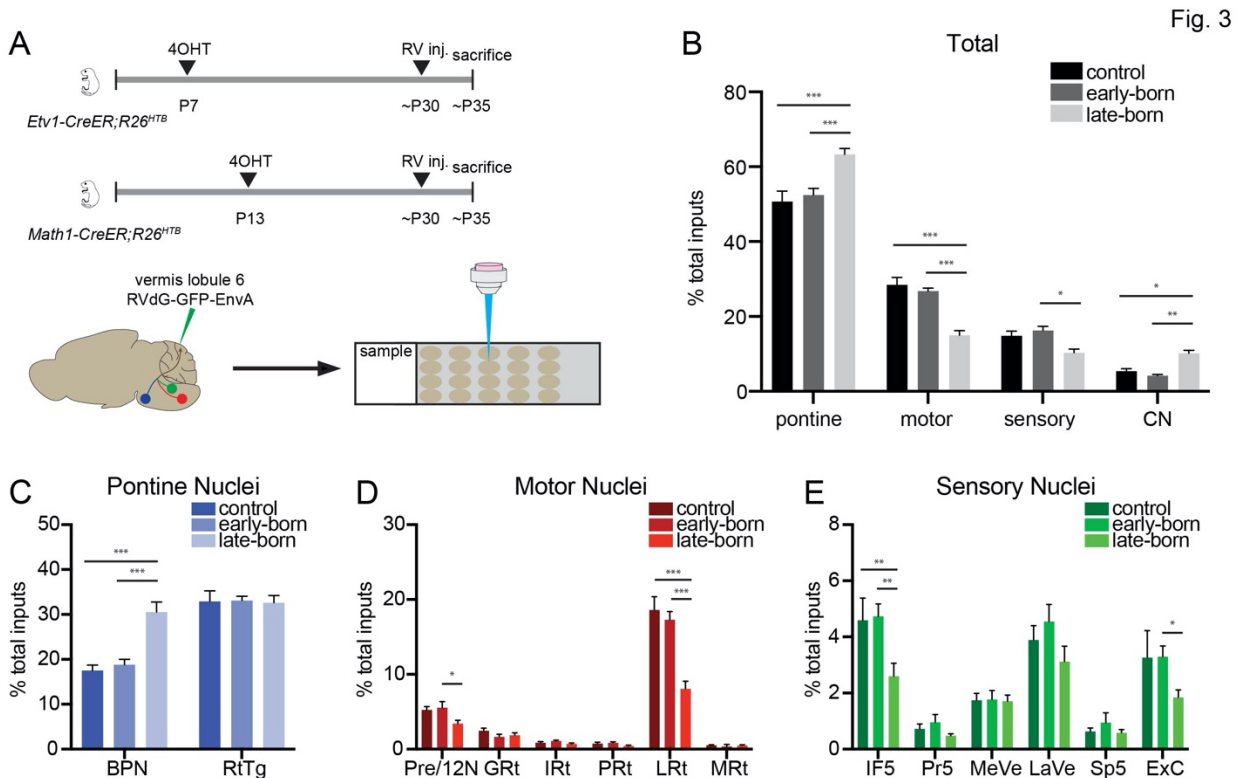 Fig. 3
A
4OHT
RV inj.
sacrifice
P7
~P30
~P35
Etv1-CreER;R26HTB
4OHT
RV inj.
sacrifice
P13
~P30
~P35
Math1-CreER;R26HTB
vermis lobule 6
RVdG-GFP-EnvA
sample
B
Total
control
early-born
late-born
% total inputs
80
60
40
20
0
***
***
***
***
*
*
**
pontine
motor
sensory
CN
C
Pontine Nuclei
control
early-born
late-born
% total inputs
50
40
30
20
10
0
***
***
BPN
RtTg
D
Motor Nuclei
control
early-born
late-born
% total inputs
30
20
10
0
*
***
***
Pre/12N
GRt
IRt
PRt
LRt
MRt
E
Sensory Nuclei
control
early-born
late-born
% total inputs
8
6
4
2
0
**
**
*
IF5
Pr5
MeVe
LaVe
Sp5
ExC